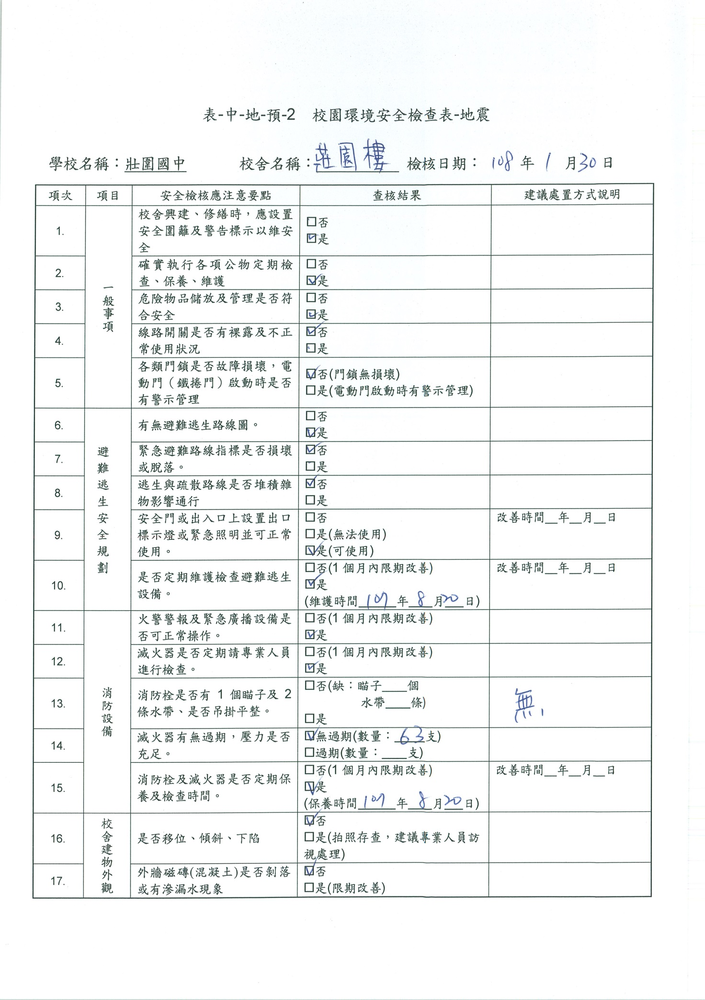 表-中-地-預-2 校園環境安全檢查表-地震
學校名稱：壯圍國中 校舍名稱：莊園樓 檢核日期： 108 年 1 月 30 日
項次 項目 安全檢核應注意要點 查核結果 建議處置方式說明
一般事項
1.
校舍興建、修繕時，應設置
安全圍籬及警告標示以維安
全
□否
☑是
2.
確實執行各項公物定期檢
查、保養、維護
□否
☑是
3.
危險物品儲放及管理是否符
合安全
□否
☑是
4.
線路開關是否有裸露及不正
常使用狀況
☑否
□是
5.
各類門鎖是否故障損壞，電
動門（鐵捲門）啟動時是否
有警示管理
☑否(門鎖無損壞)
□是(電動門啟動時有警示管理)
避難逃生安全規劃
6.
有無避難逃生路線圖。
□否
☑是
7.
緊急避難路線指標是否損壞
或脫落。
☑否
□是
8.
逃生與疏散路線是否堆積雜
物影響通行
☑否
□是
9.
安全門或出入口上設置出口
標示燈或緊急照明並可正常
使用。
□否
□是(無法使用)
☑是(可使用)
改善時間__年__月__日
10.
是否定期維護檢查避難逃生
設備。
□否(1 個月內限期改善)
☑是
(維護時間 107 年 8 月 20 日)
改善時間__年__月__日
消防設備
11.
火警警報及緊急廣播設備是
否可正常操作。
□否(1 個月內限期改善)
☑是
12.
滅火器是否定期請專業人員
進行檢查。
□否(1 個月內限期改善)
☑是
13.
消防栓是否有 1 個瞄子及 2
條水帶、是否吊掛平整。
□否(缺：瞄子____個
水帶____條)
□是
無
14.
滅火器有無過期，壓力是否
充足。
☑無過期(數量： 63 支)
□過期(數量：____支)
15.
消防栓及滅火器是否定期保
養及檢查時間。
□否(1 個月內限期改善)
☑是
(保養時間 107 年 8 月 20 日)
改善時間__年__月__日
校舍建物外觀
16.
是否移位、傾斜、下陷
☑否
□是(拍照存查，建議專業人員訪
視處理)
17.
外牆磁磚(混凝土)是否剝落
或有滲漏水現象
☑否
□是(限期改善)